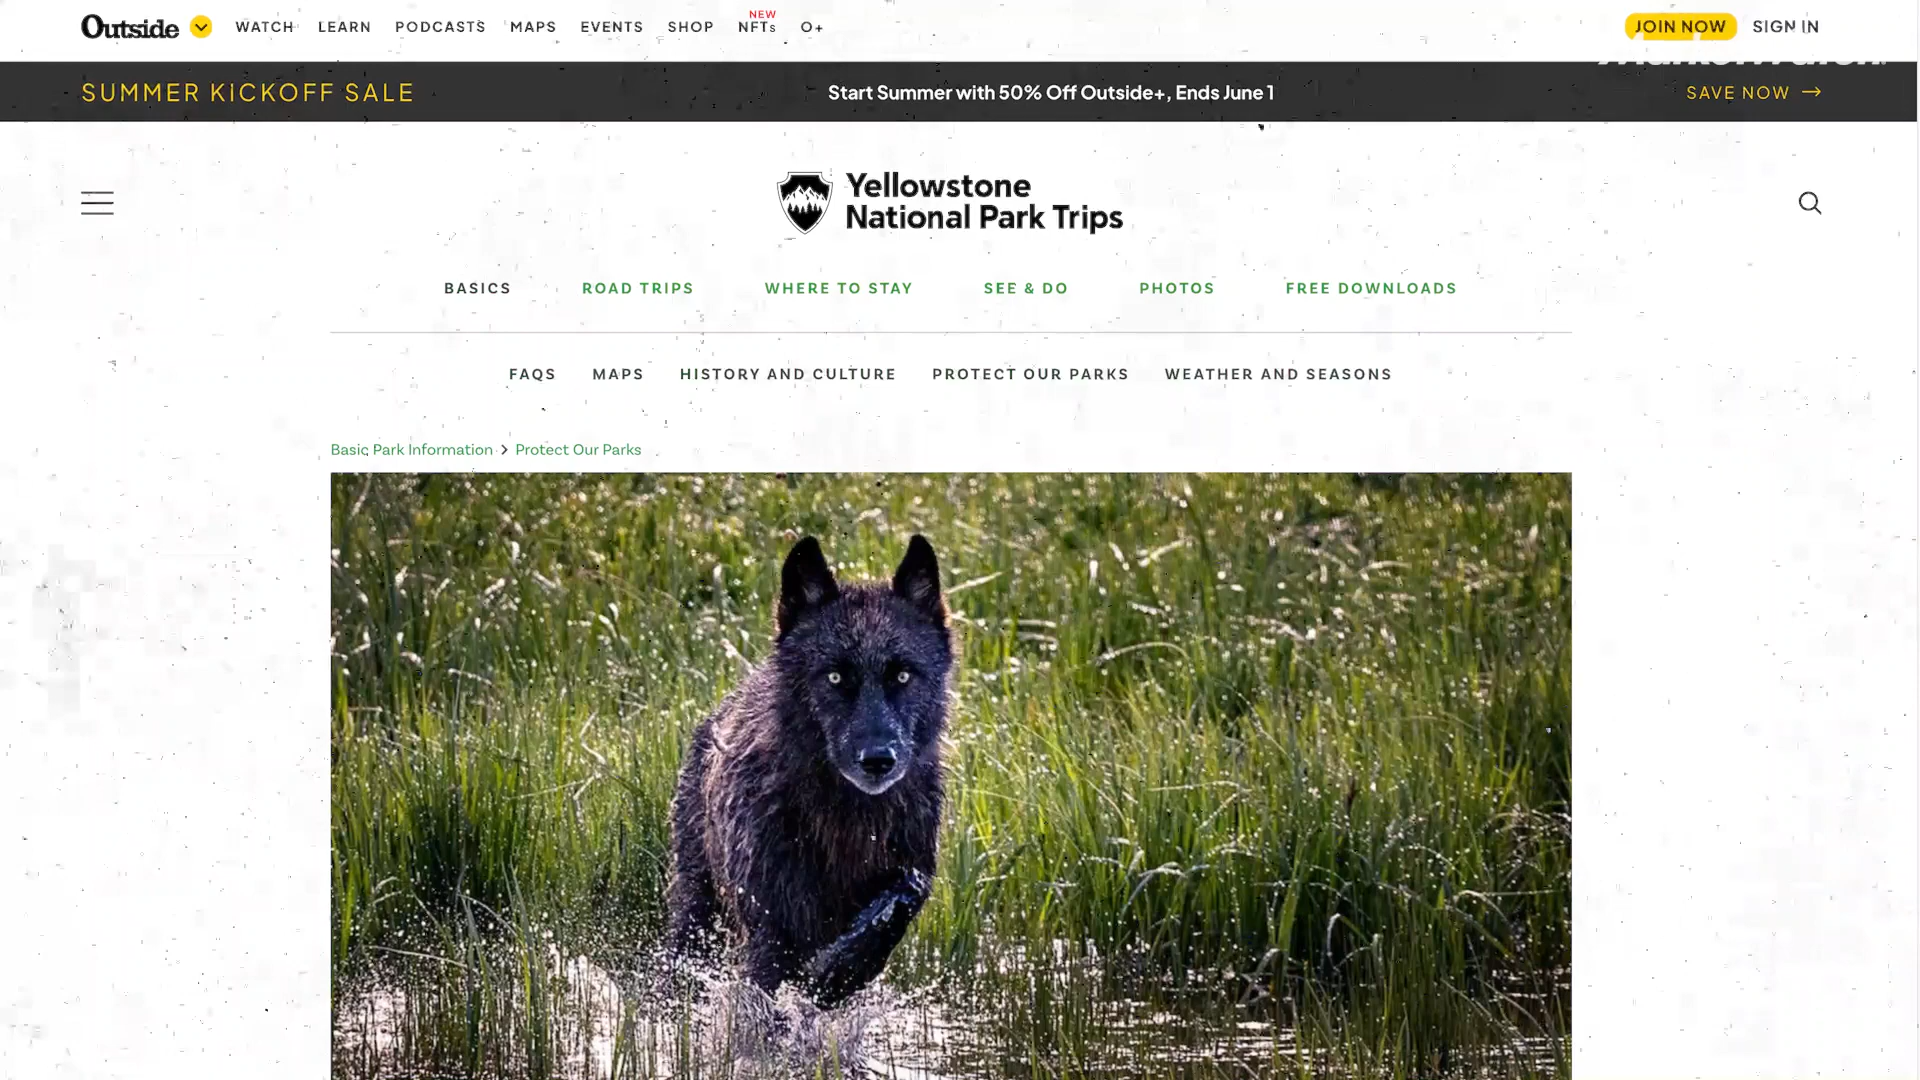 Outside WATCH LEARN PODCASTS MAPS EVENTS SHOP NFTs NEW O+ JOIN NOW SIGN IN
SUMMER KICKOFF SALE Start Summer with 50% Off Outside+, Ends June 1 SAVE NOW →
Yellowstone
National Park Trips
BASICS ROAD TRIPS WHERE TO STAY SEE & DO PHOTOS FREE DOWNLOADS
FAQS MAPS HISTORY AND CULTURE PROTECT OUR PARKS WEATHER AND SEASONS
Basic Park Information > Protect Our Parks